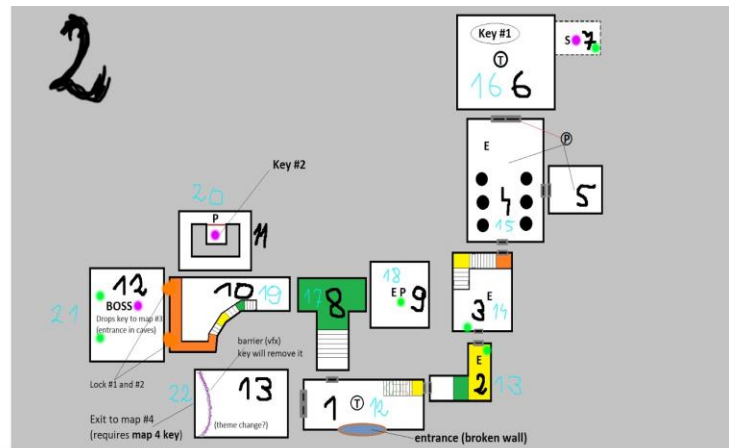 2
Key #1
T
16 6
S 7
E
P
4
15
5
Key #2
20
P
11
12
BOSS
Drops key to map #3
(entrance in caves)
21
10 19
17 8
18
E P 9
E
3 14
Lock #1 and #2
barrier (vfx)
key will remove it
22 13
Exit to map #4
(requires map 4 key)
(theme change?)
1 T 12
E
2 13
entrance (broken wall)